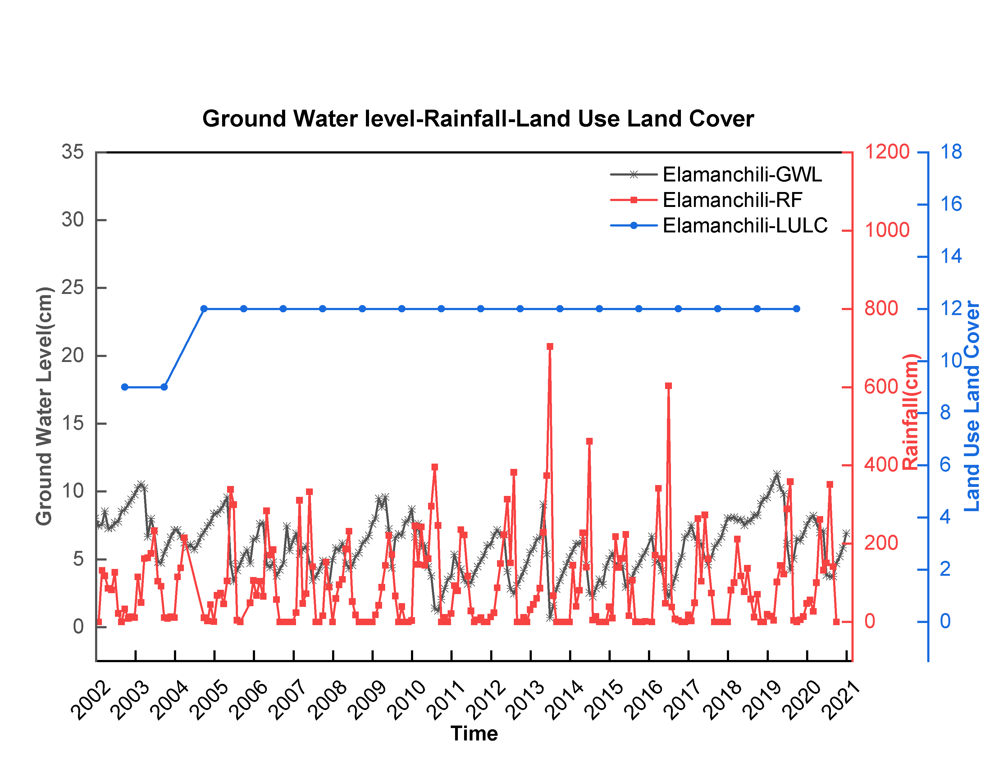 Ground Water level-Rainfall-Land Use Land Cover
Elamanchili-GWL
Elamanchili-RF
Elamanchili-LULC
Ground Water Level(cm)
35
30
25
20
15
10
5
0
1200
1000
800
600
400
200
0
Rainfall(cm)
18
16
14
12
10
8
6
4
2
0
Land Use Land Cover
2002 2003 2004 2005 2006 2007 2008 2009 2010 2011 2012 2013 2014 2015 2016 2017 2018 2019 2020 2021
Time